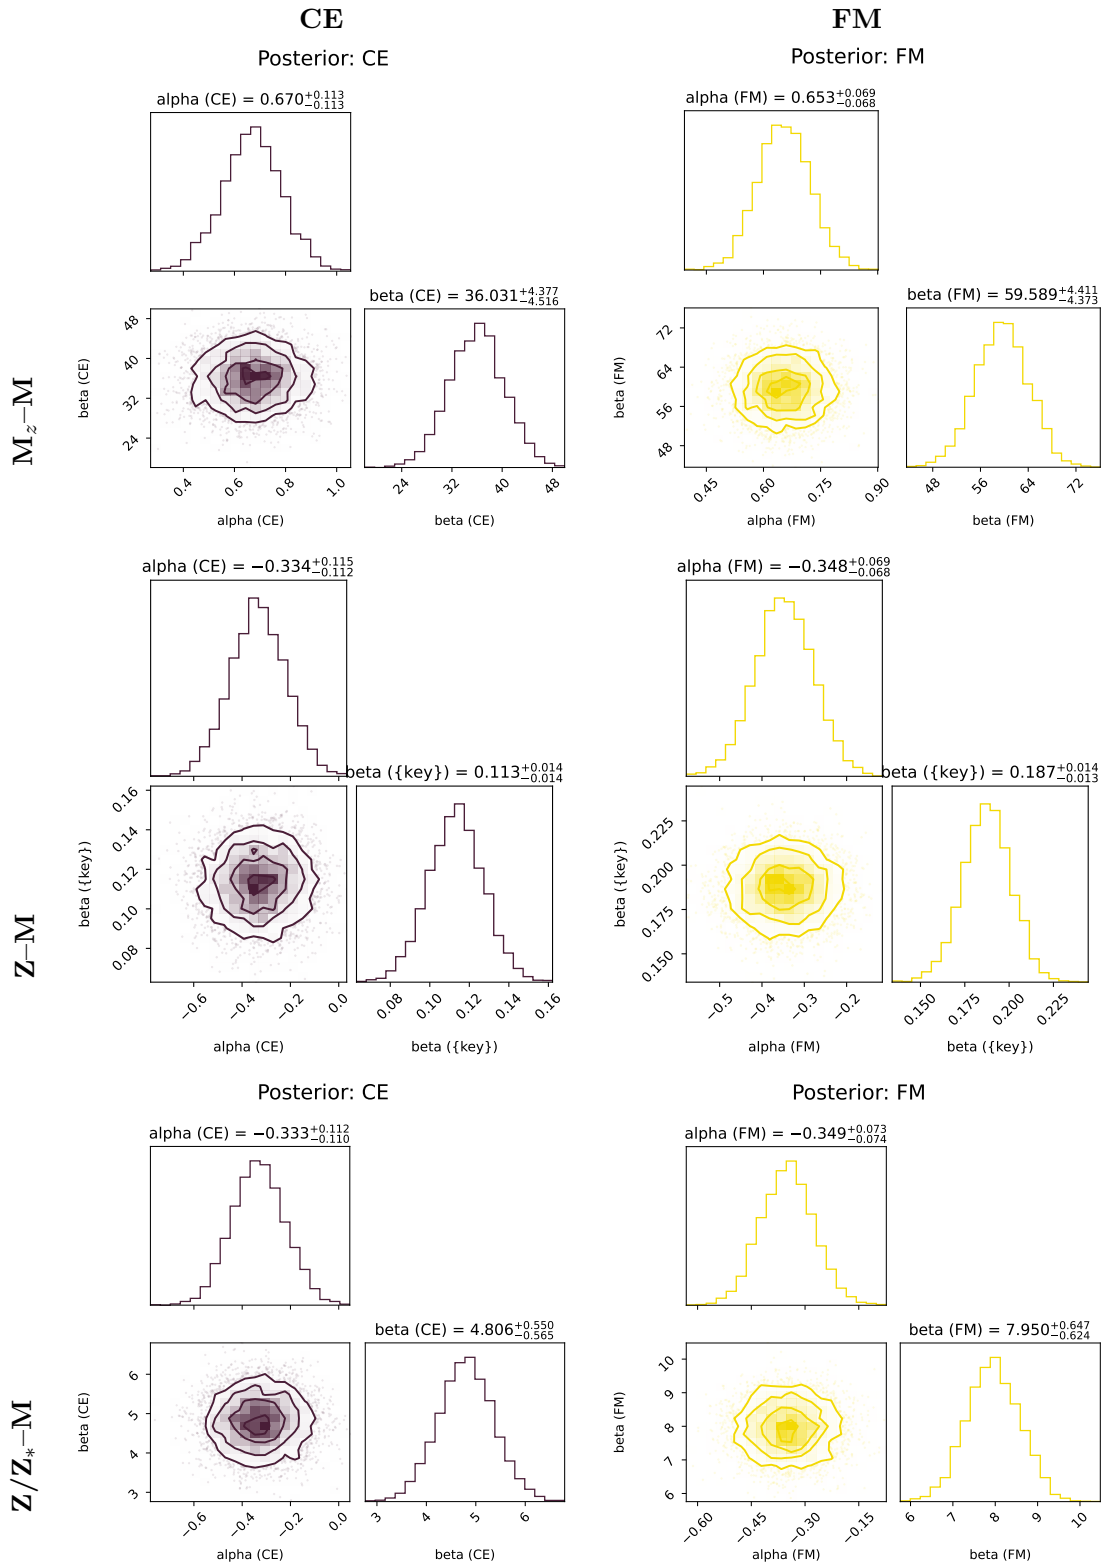 CE FM
Posterior: CE Posterior: FM
alpha (CE) = 0.670+0.113 −0.113
alpha (FM) = 0.653+0.069 −0.068
beta (CE) = 36.031+4.377 −4.516
beta (FM) = 59.589+4.411 −4.373
M_z–M
beta (CE)
48
40
32
24
0.4 0.6 0.8 1.0
alpha (CE)
24 32 40 48
beta (CE)
beta (FM)
72
64
56
48
0.45 0.60 0.75 0.90
alpha (FM)
48 56 64 72
beta (FM)
alpha (CE) = −0.334+0.115 −0.112
alpha (FM) = −0.348+0.069 −0.068
beta ({key}) = 0.113+0.014 −0.014
beta ({key}) = 0.187+0.014 −0.013
Z–M
beta ({key})
0.16
0.14
0.12
0.10
0.08
−0.6 −0.4 −0.2 0.0
alpha (CE)
0.08 0.10 0.12 0.14 0.16
beta ({key})
beta ({key})
0.225
0.200
0.175
0.150
−0.5 −0.4 −0.3 −0.2
alpha (FM)
0.150 0.175 0.200 0.225
beta ({key})
Posterior: CE Posterior: FM
alpha (CE) = −0.333+0.112 −0.110
alpha (FM) = −0.349+0.073 −0.074
beta (CE) = 4.806+0.550 −0.565
beta (FM) = 7.950+0.647 −0.624
Z/Z∗–M
beta (CE)
6
5
4
3
−0.6 −0.4 −0.2 0.0
alpha (CE)
3 4 5 6
beta (CE)
beta (FM)
10
9
8
7
6
−0.60 −0.45 −0.30 −0.15
alpha (FM)
6 7 8 9 10
beta (FM)